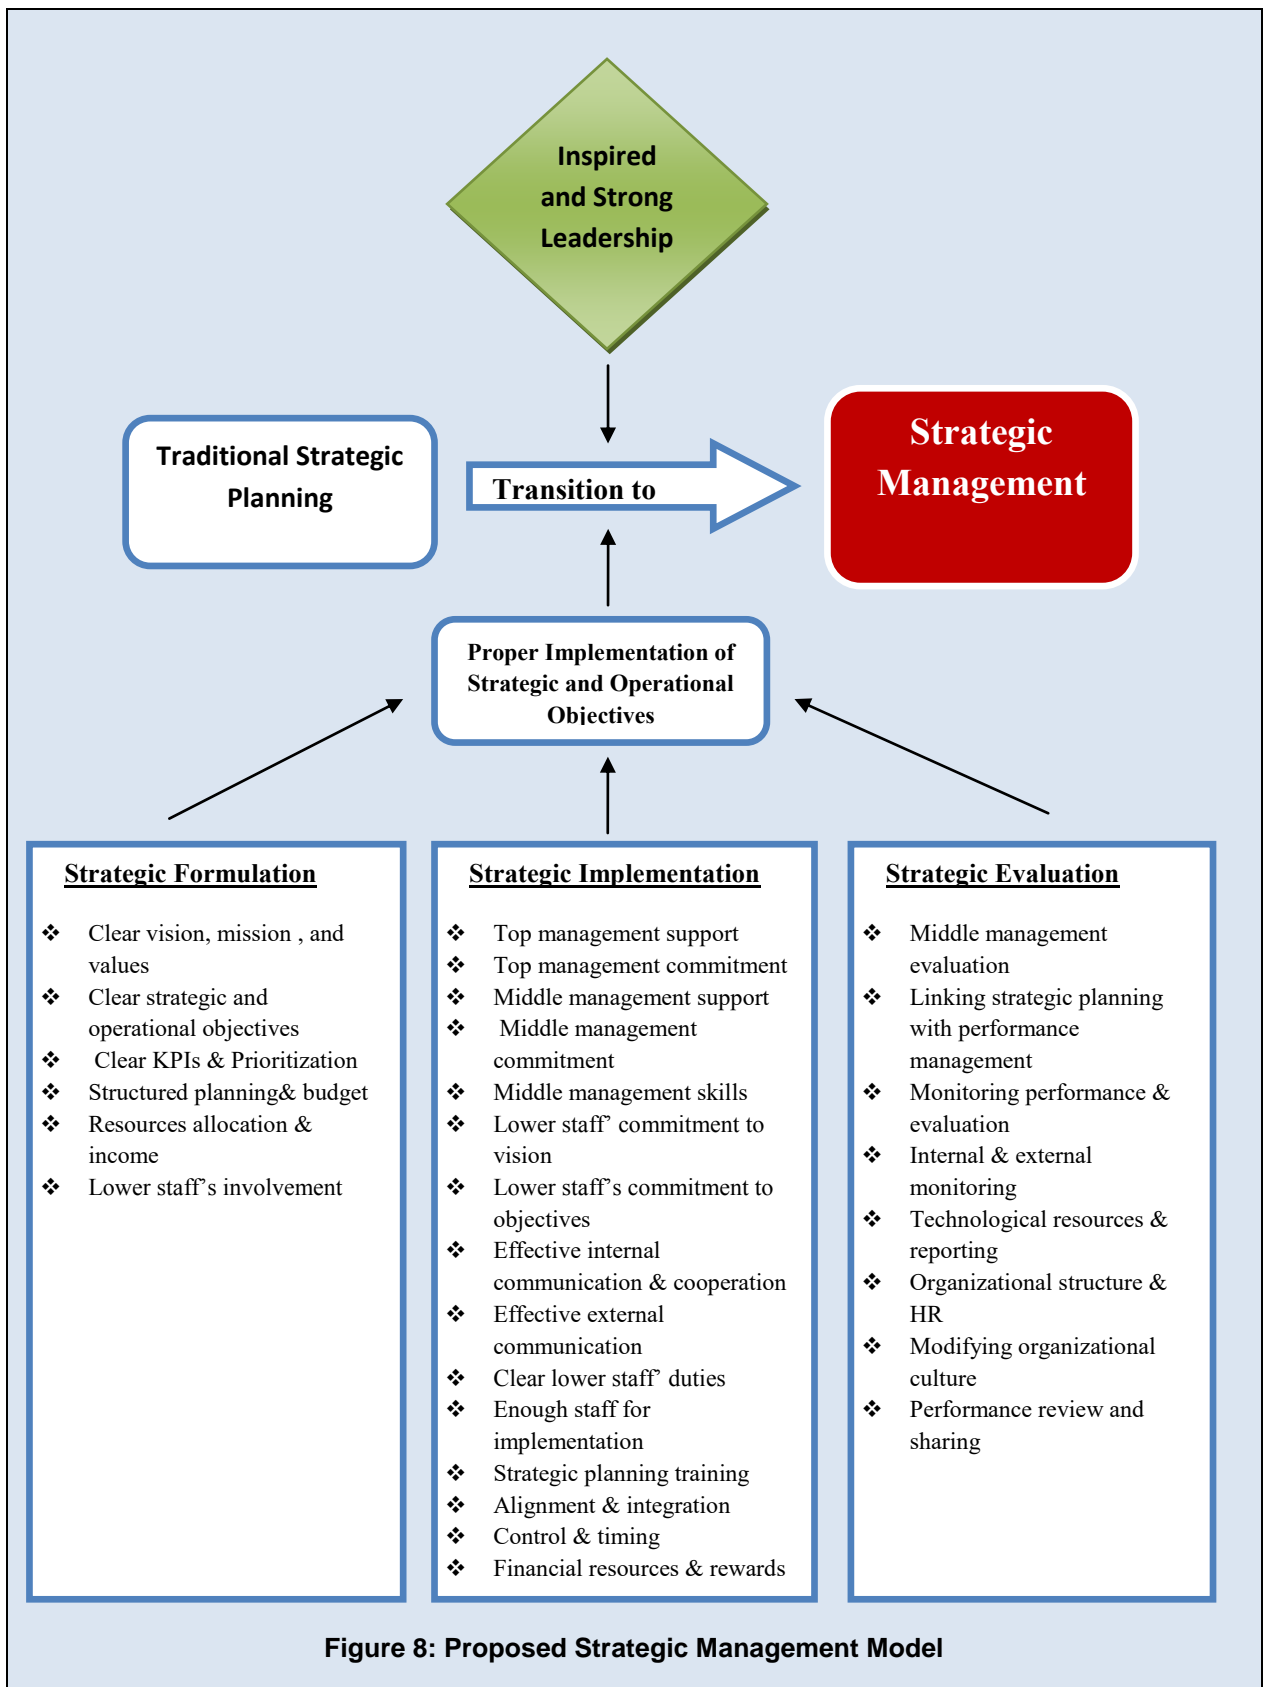 Inspired
and Strong
Leadership
Traditional Strategic
Planning
Transition to
Strategic
Management
Proper Implementation of
Strategic and Operational
Objectives
Strategic Formulation
❖ Clear vision, mission , and
values
❖ Clear strategic and
operational objectives
❖ Clear KPIs & Prioritization
❖ Structured planning& budget
❖ Resources allocation &
income
❖ Lower staff’s involvement
Strategic Implementation
❖ Top management support
❖ Top management commitment
❖ Middle management support
❖ Middle management
commitment
❖ Middle management skills
❖ Lower staff’ commitment to
vision
❖ Lower staff’s commitment to
objectives
❖ Effective internal
communication & cooperation
❖ Effective external
communication
❖ Clear lower staff’ duties
❖ Enough staff for
implementation
❖ Strategic planning training
❖ Alignment & integration
❖ Control & timing
❖ Financial resources & rewards
Strategic Evaluation
❖ Middle management
evaluation
❖ Linking strategic planning
with performance
management
❖ Monitoring performance &
evaluation
❖ Internal & external
monitoring
❖ Technological resources &
reporting
❖ Organizational structure &
HR
❖ Modifying organizational
culture
❖ Performance review and
sharing
Figure 8: Proposed Strategic Management Model